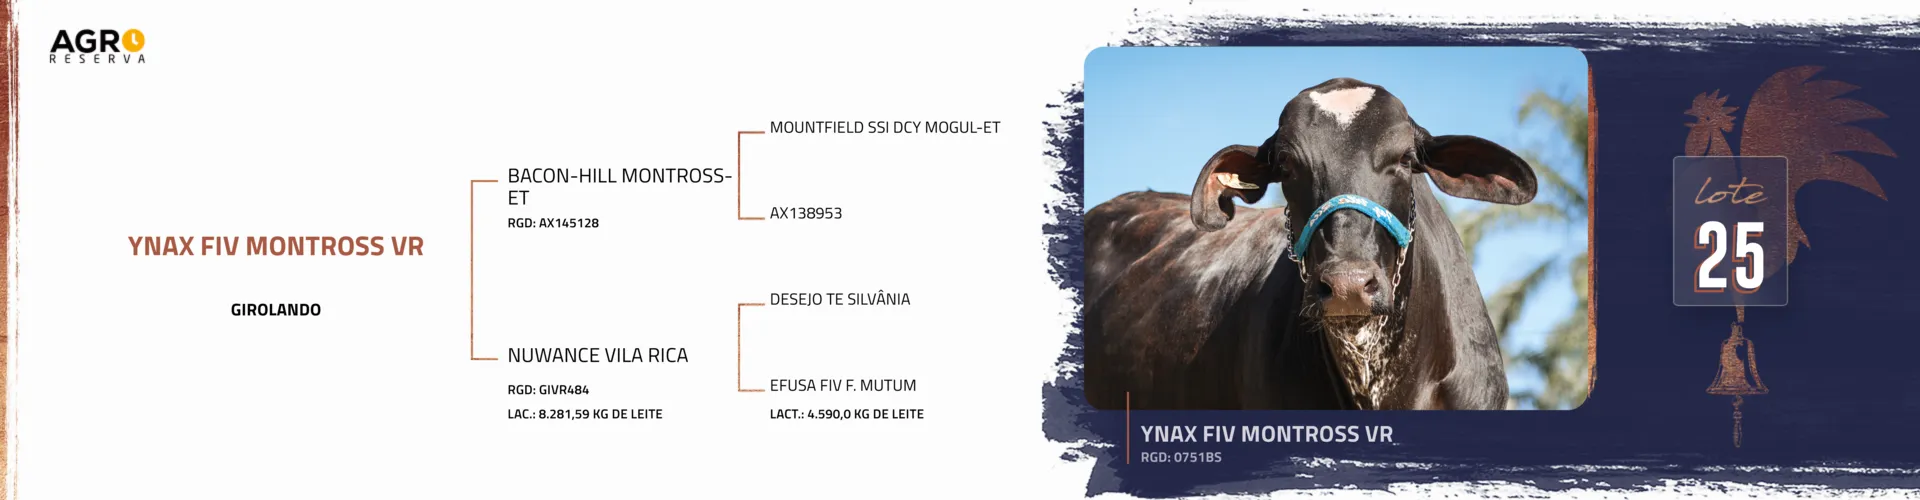 AGRO
RESERVA
YNAX FIV MONTROSS VR
GIROLANDO
BACON-HILL MONTROSS-
ET
RGD: AX145128
NUWANCE VILA RICA
RGD: GIVR484
LAC.: 8.281,59 KG DE LEITE
MOUNTFIELD SSI DCY MOGUL-ET
AX138953
DESEJO TE SILVÂNIA
EFUSA FIV F. MUTUM
LACT.: 4.590,0 KG DE LEITE
YNAX FIV MONTROSS VR
RGD: 0751BS
lote
25